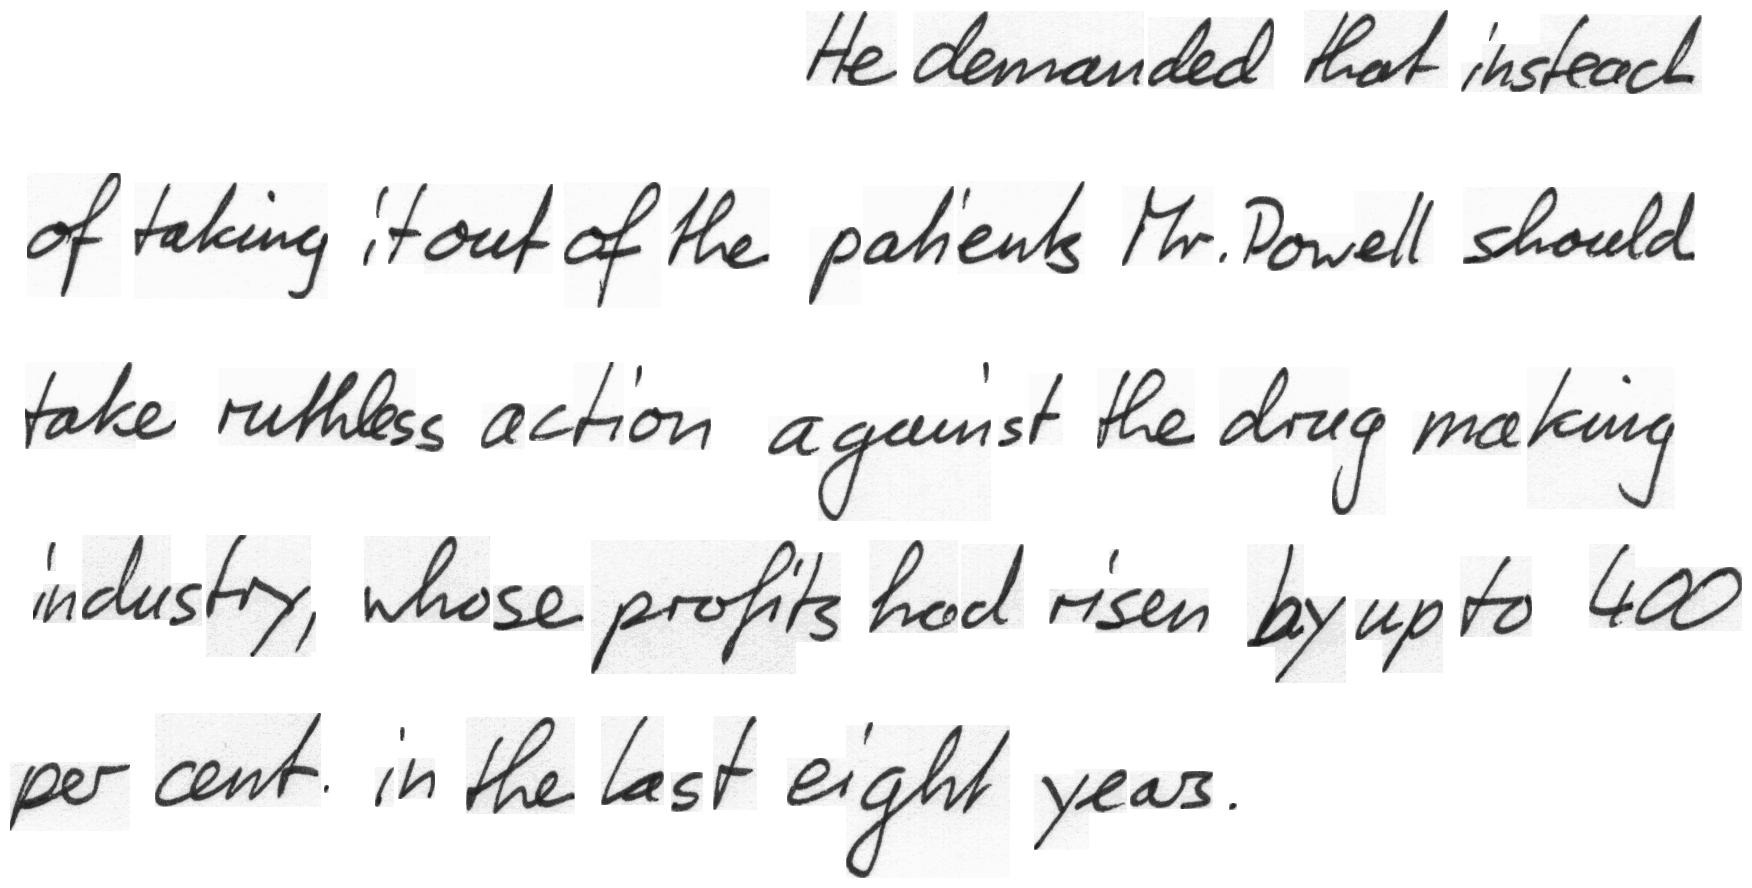 He demanded that instead
of taking it out of the patients Mr. Powell should
take ruthless action against the drug making
industry, whose profits had risen by up to 400
per cent. in the last eight years.